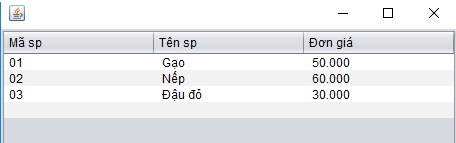 Mã sp Tên sp Đơn giá
01 Gạo 50.000
02 Nếp 60.000
03 Đậu đỏ 30.000